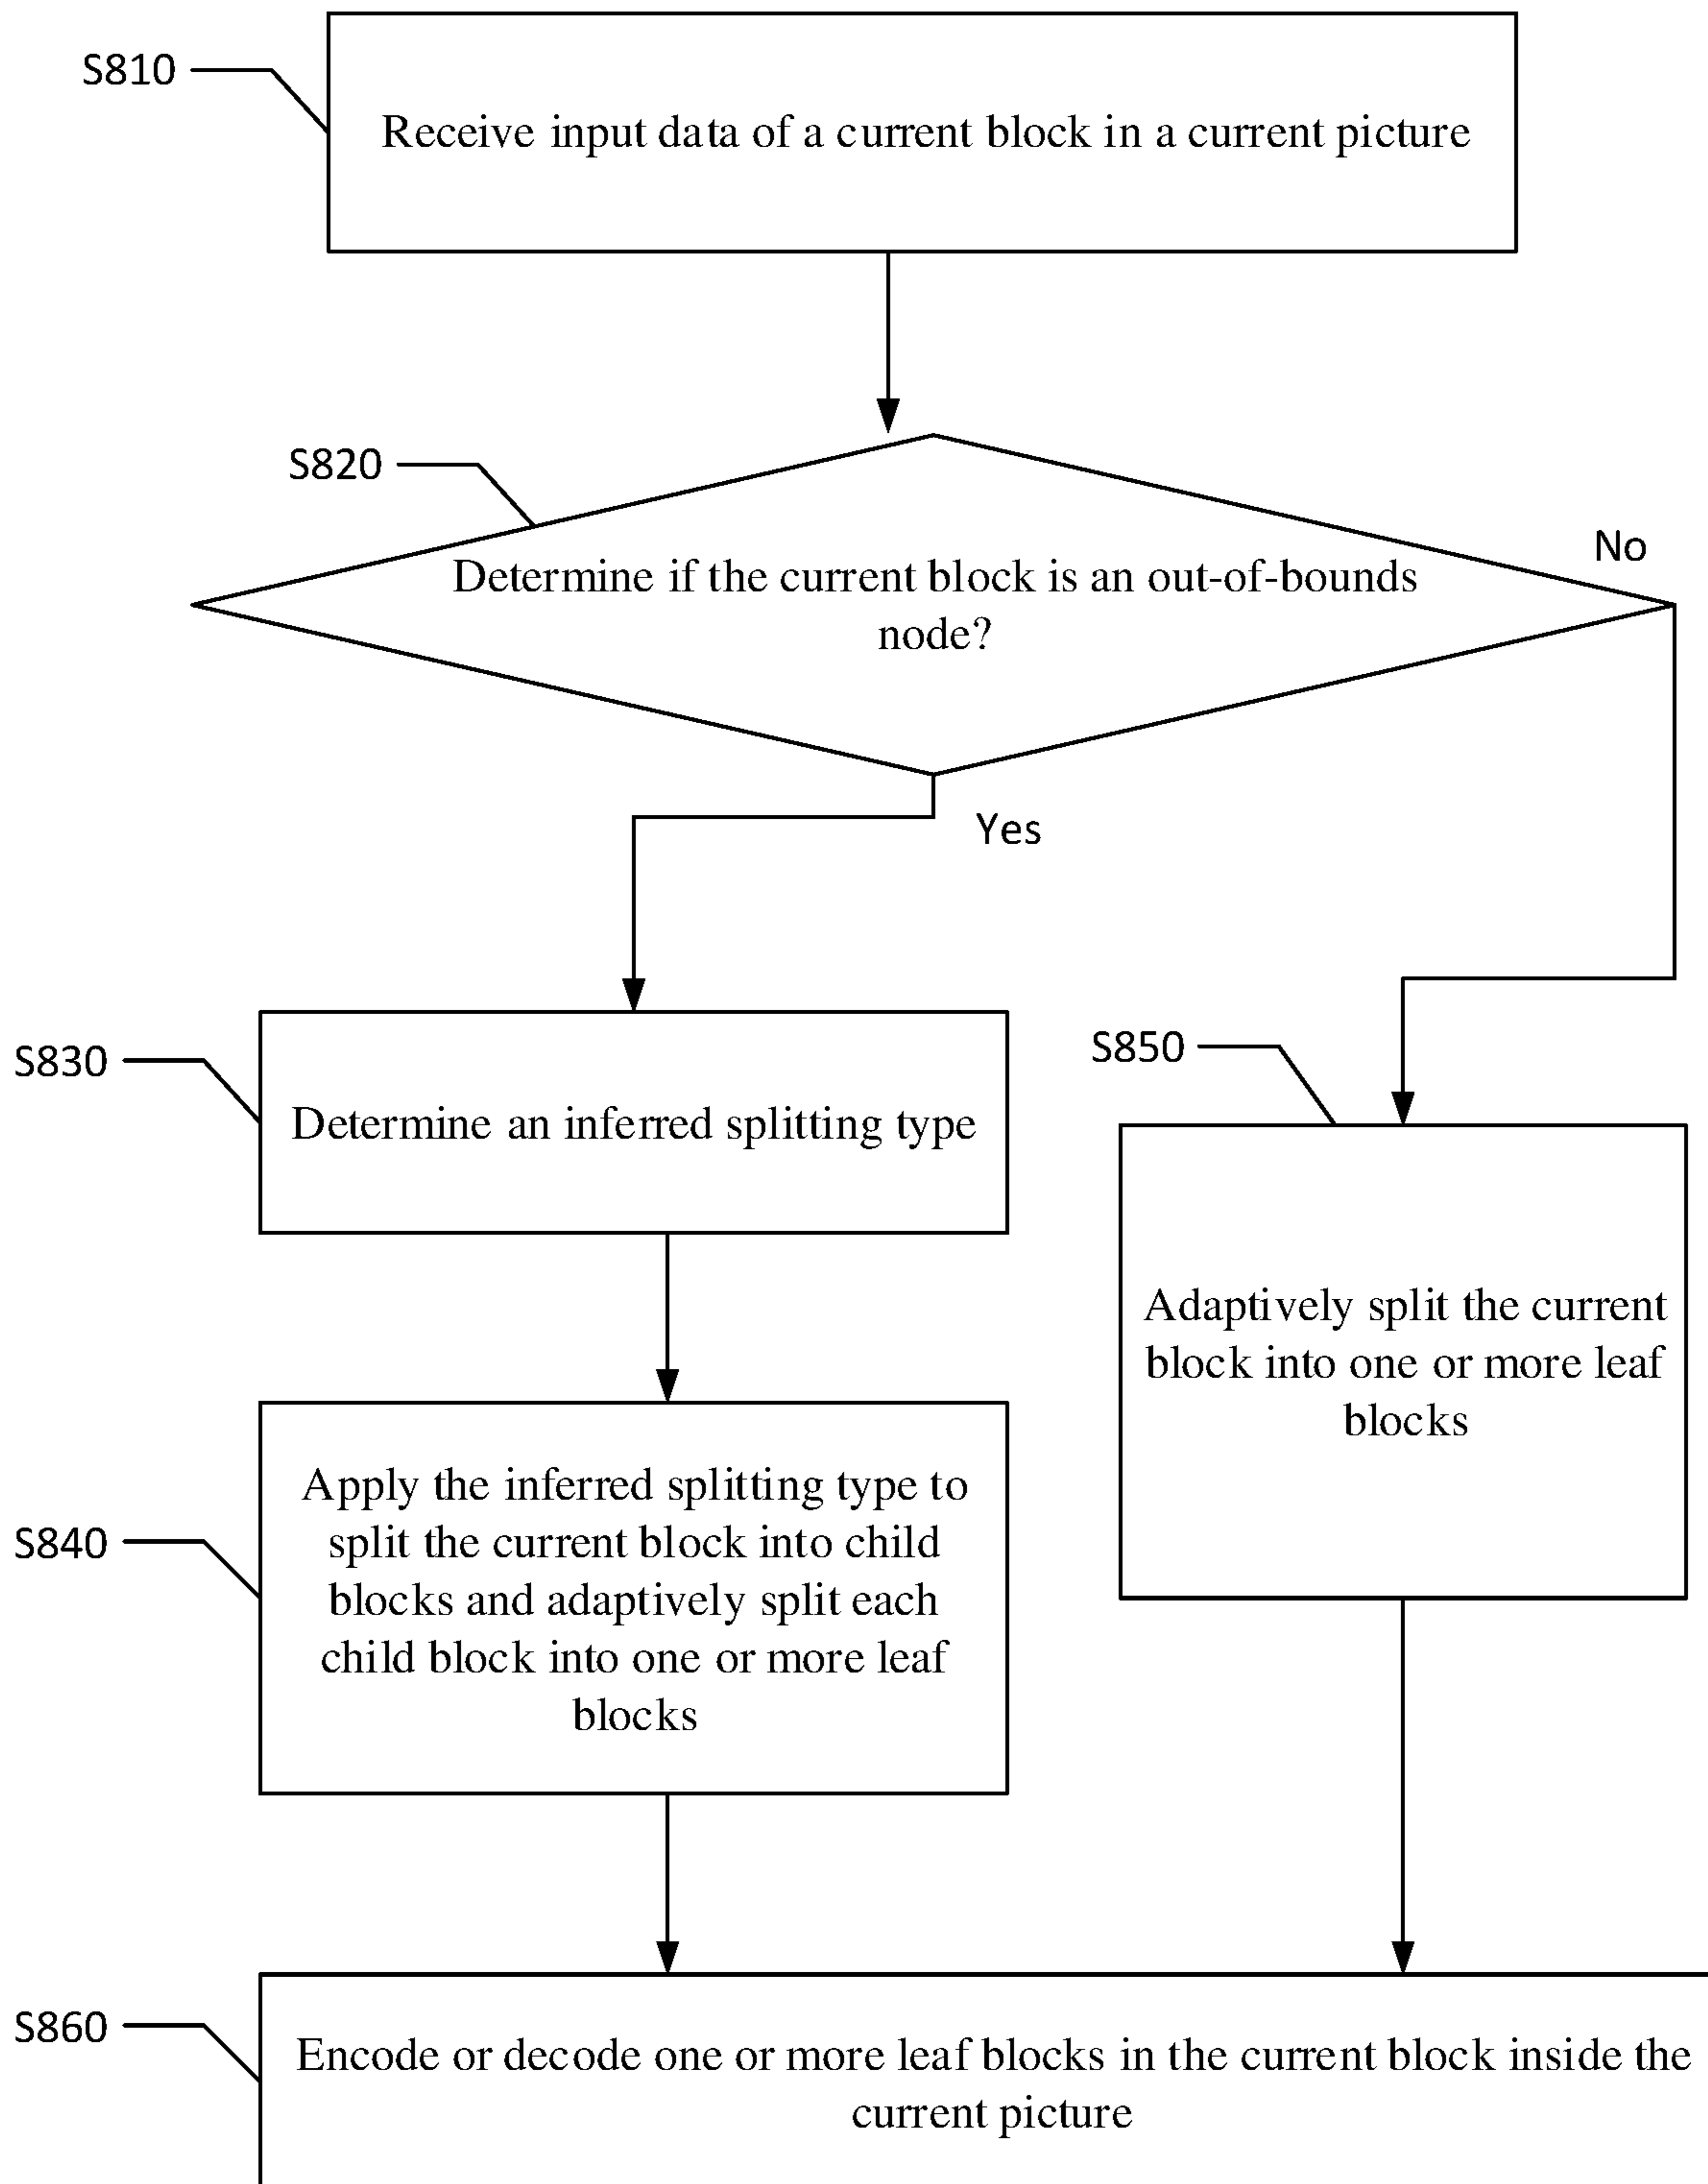 S810
Receive input data of a current block in a current picture
S820
No
Determine if the current block is an out-of-bounds
node?
Yes
S830
Determine an inferred splitting type
S850
Adaptively split the current
block into one or more leaf
blocks
S840
Apply the inferred splitting type to
split the current block into child
blocks and adaptively split each
child block into one or more leaf
blocks
S860
Encode or decode one or more leaf blocks in the current block inside the
current picture